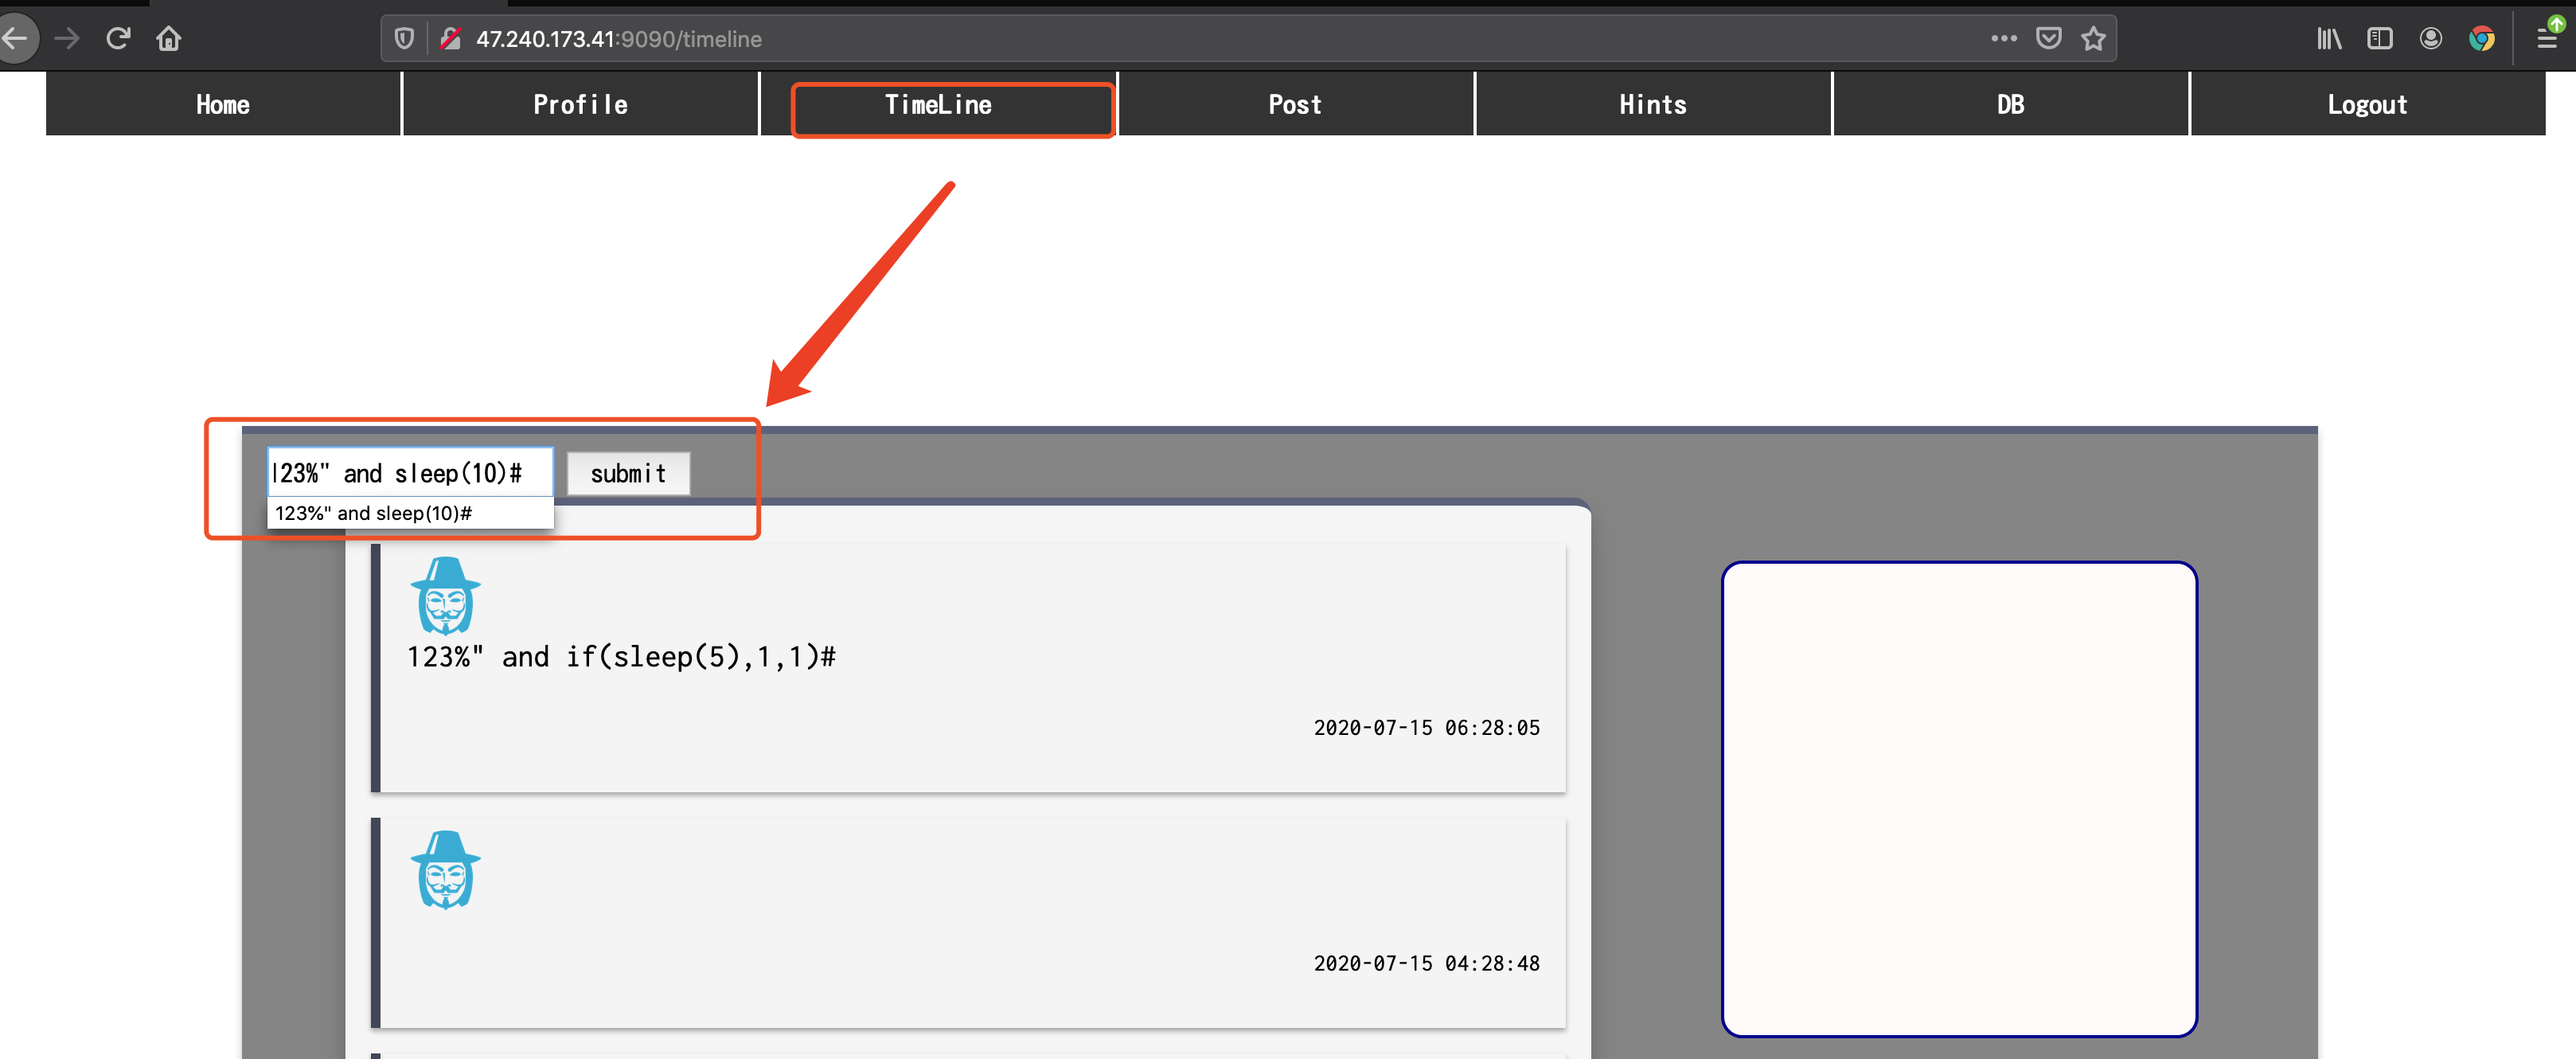 47.240.173.41:9090/timeline
Home Profile TimeLine Post Hints DB Logout
123%" and sleep(10)# submit
123%" and sleep(10)#
123%" and if(sleep(5),1,1)#
2020-07-15 06:28:05
2020-07-15 04:28:48